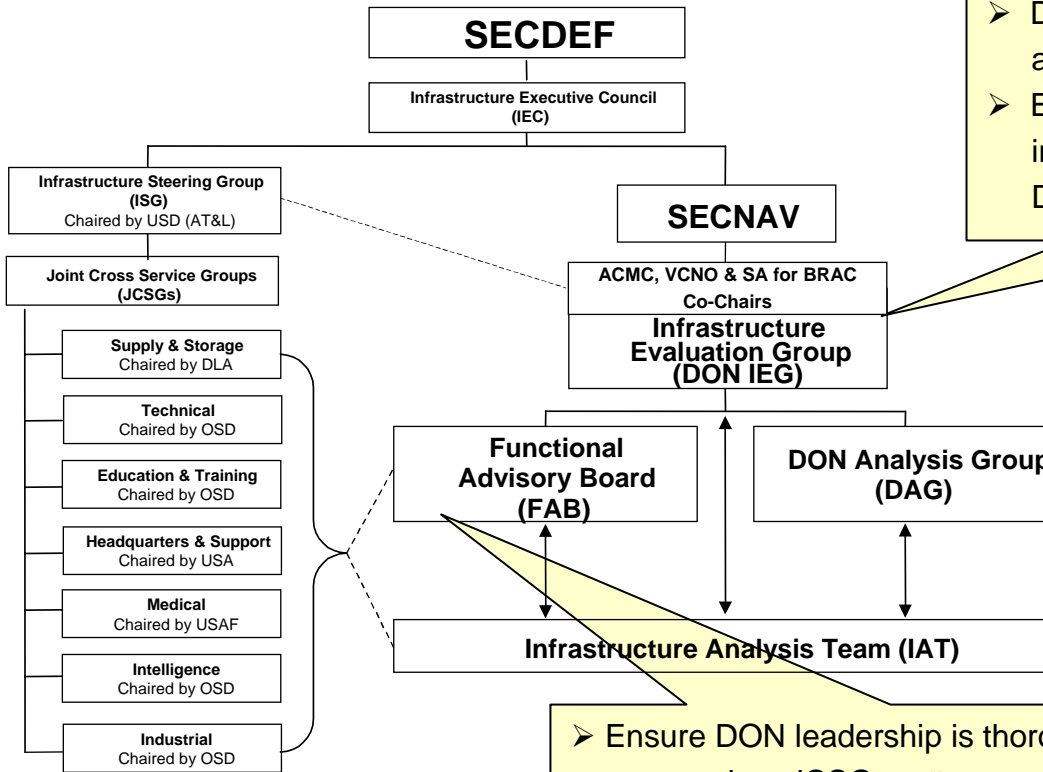 SECDEF
Infrastructure Executive Council
(IEC)
Infrastructure Steering Group
(ISG)
Chaired by USD (AT&L)
Joint Cross Service Groups
(JCSGs)
Supply & Storage
Chaired by DLA
Technical
Chaired by OSD
Education & Training
Chaired by OSD
Headquarters & Support
Chaired by USA
Medical
Chaired by USAF
Intelligence
Chaired by OSD
Industrial
Chaired by OSD
SECNAV
ACMC, VCNO & SA for BRAC
Co-Chairs
Infrastructure
Evaluation Group
(DON IEG)
Functional
Advisory Board
(FAB)
DON Analysis Group
(DAG)
Infrastructure Analysis Team (IAT)
➢ Ensure DON leadership is